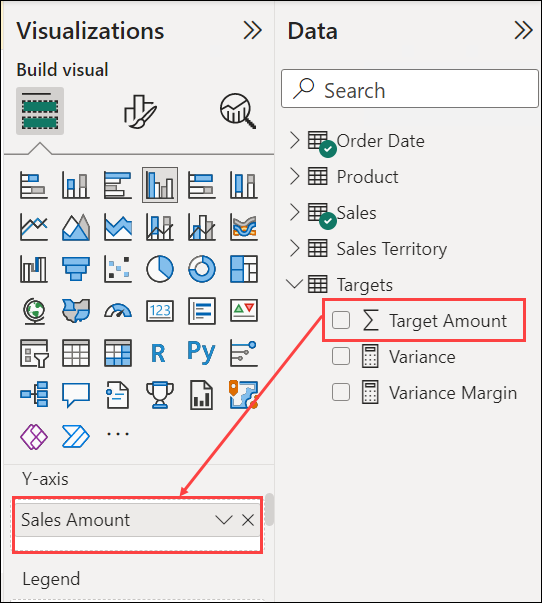 Visualizations
Build visual
123
R
Py
Y-axis
Sales Amount
Legend
Data
Search
Order Date
Product
Sales
Sales Territory
Targets
Target Amount
Variance
Variance Margin